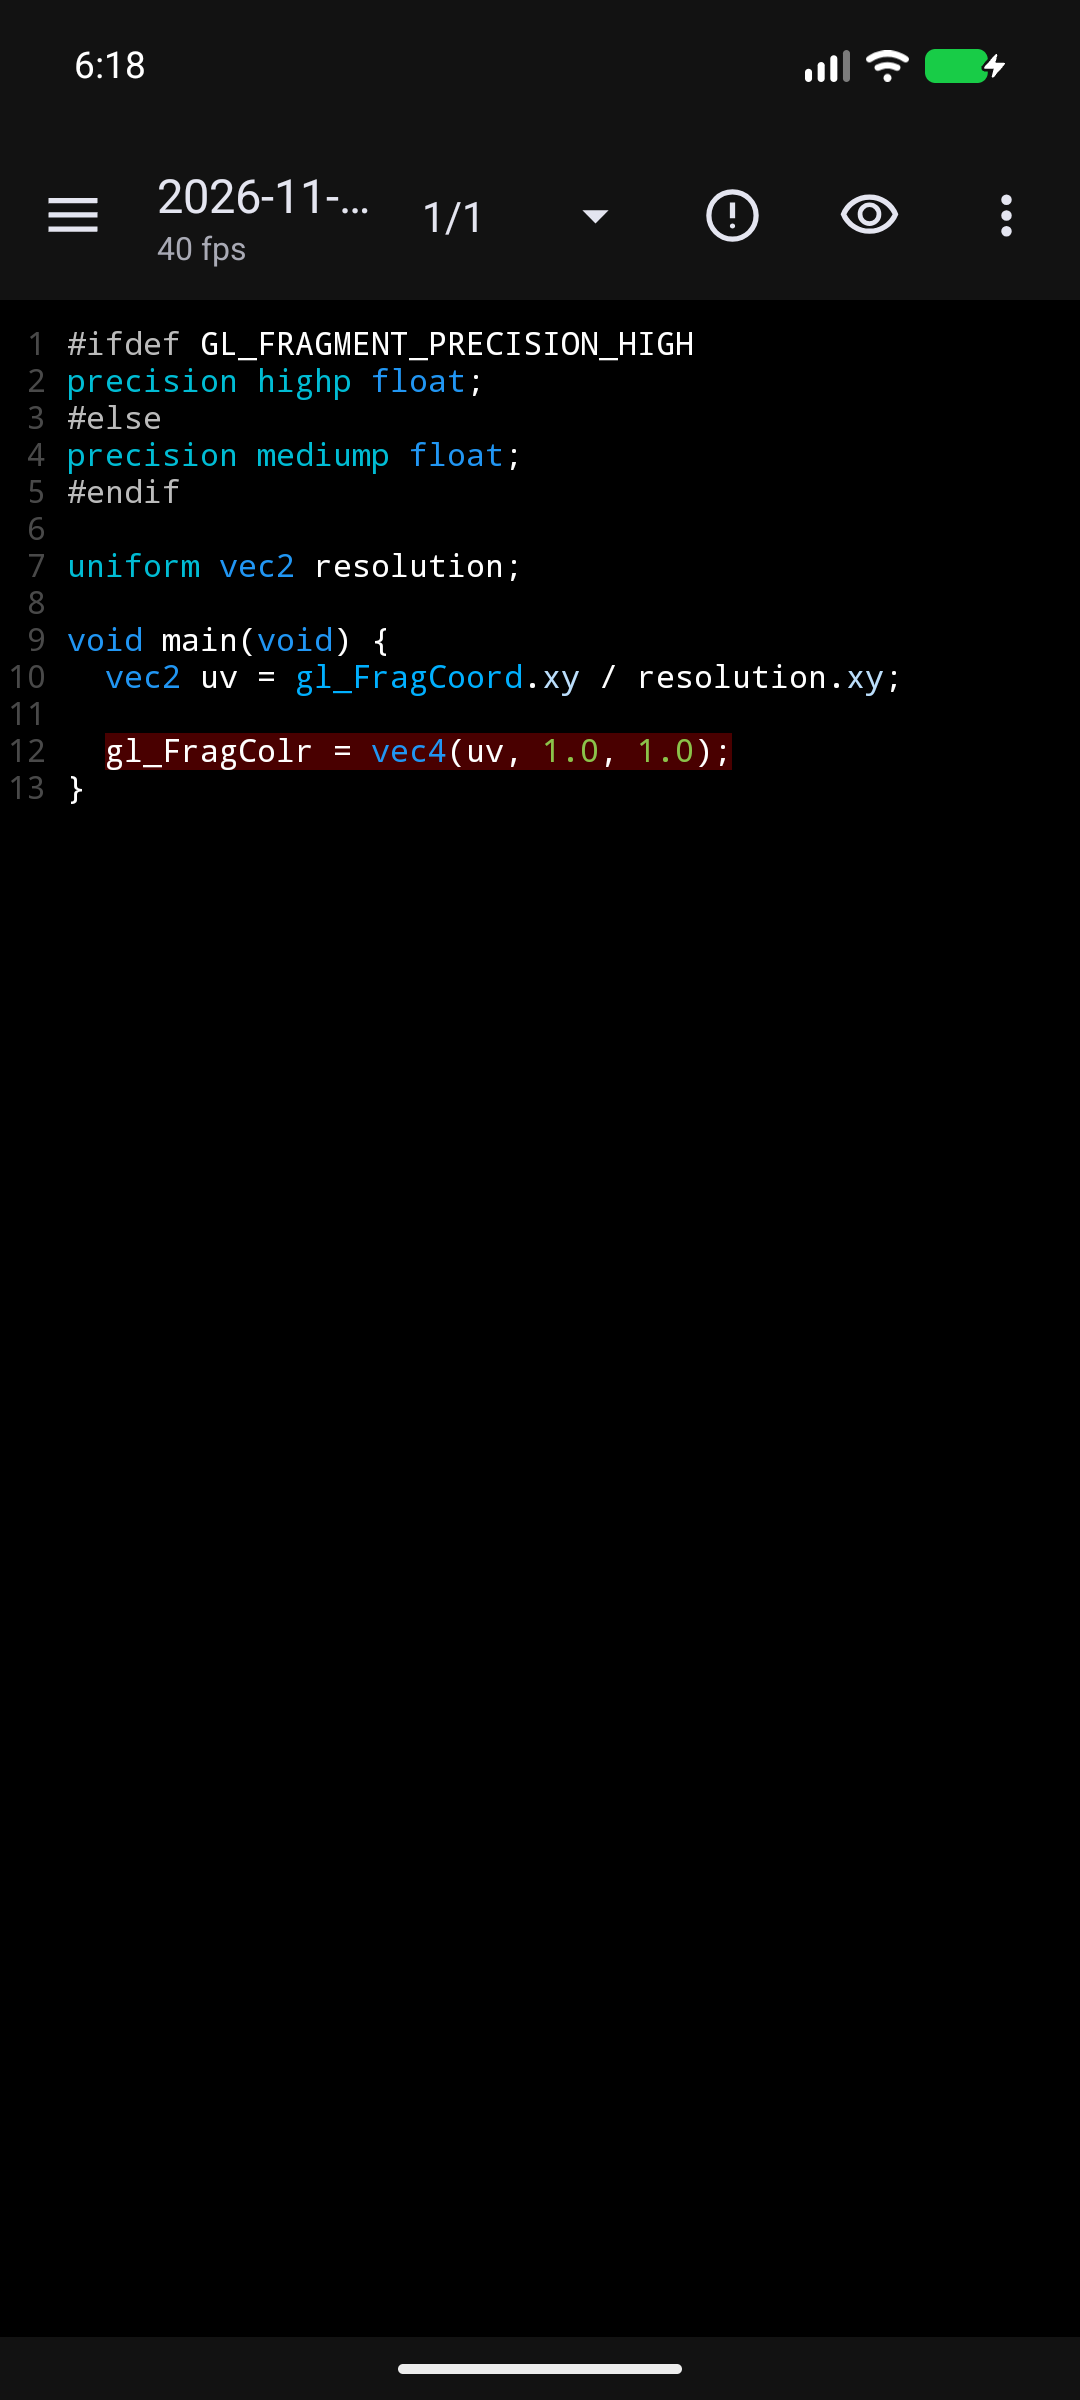 6:18
2026-11-...
40 fps
1/1
1 #ifdef GL_FRAGMENT_PRECISION_HIGH
2 precision highp float;
3 #else
4 precision mediump float;
5 #endif
6
7 uniform vec2 resolution;
8
9 void main(void) {
10   vec2 uv = gl_FragCoord.xy / resolution.xy;
11
12   gl_FragColr = vec4(uv, 1.0, 1.0);
13 }